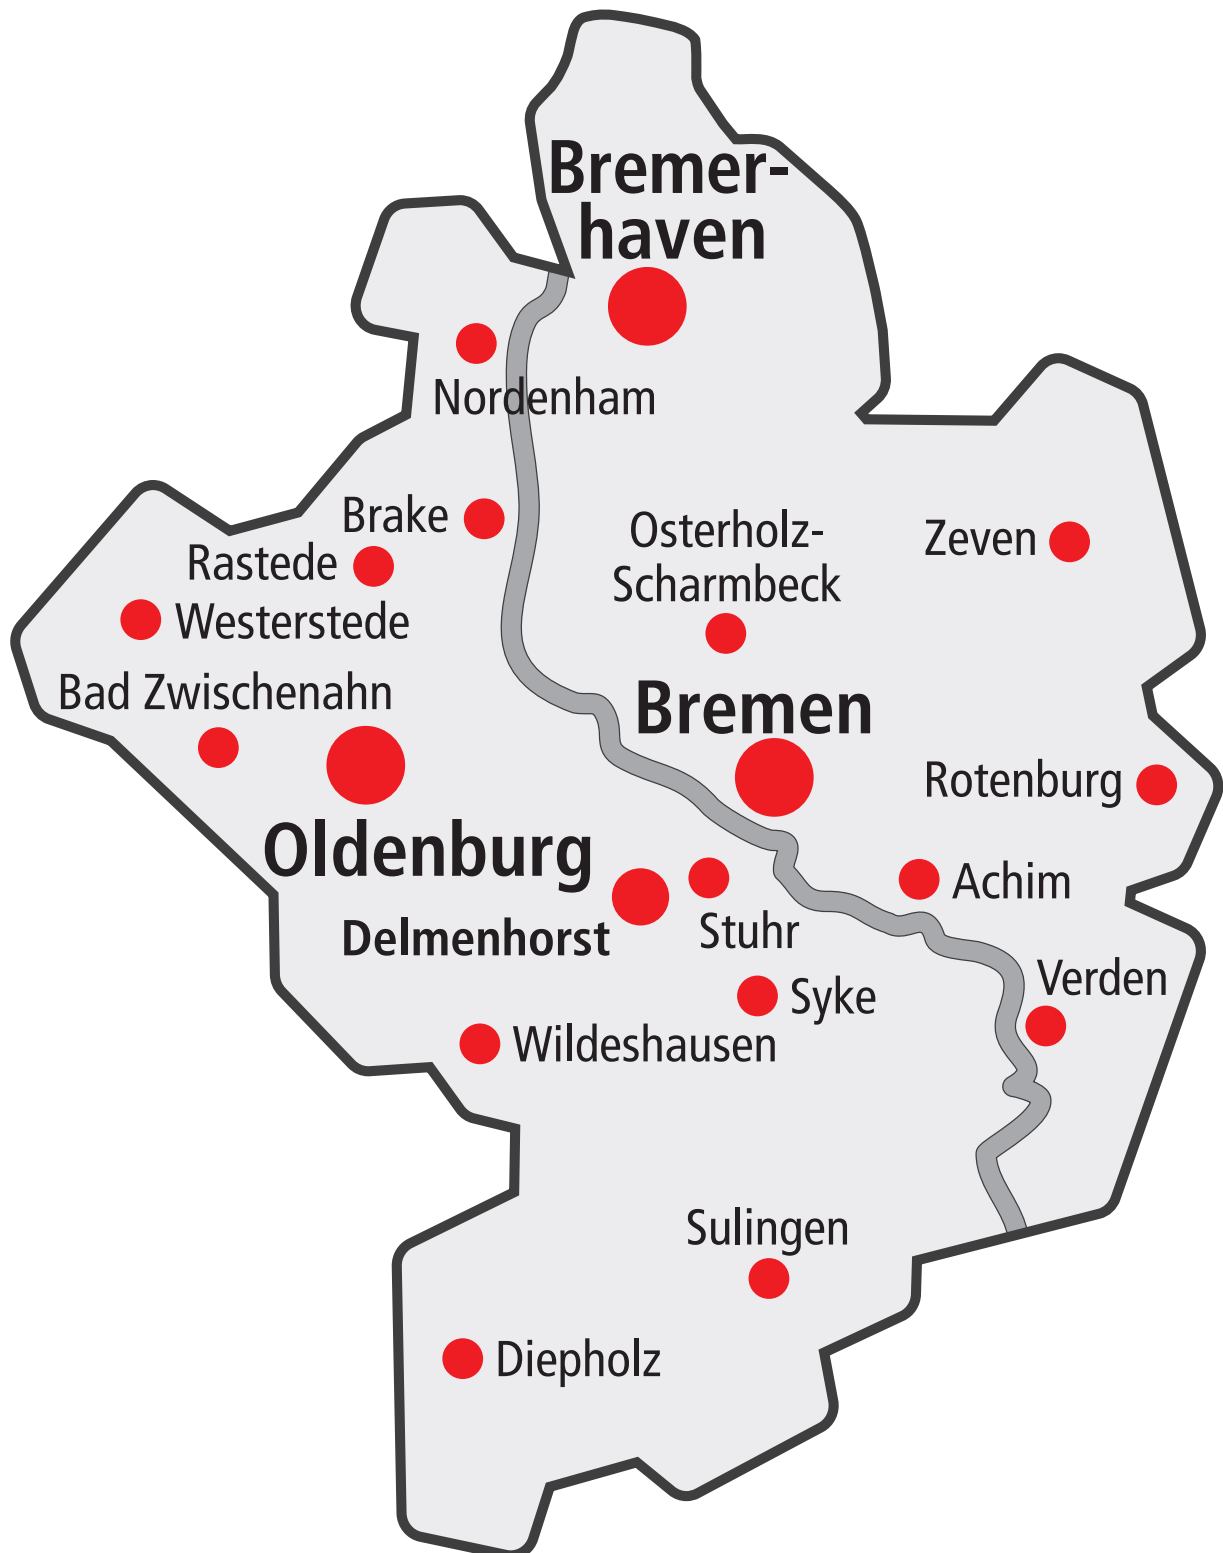 Bremer-
haven
Nordenham
Brake
Osterholz-
Scharmbeck
Zeven
Rastede
Westerstede
Bad Zwischenahn
Bremen
Rotenburg
Oldenburg
Achim
Delmenhorst
Stuhr
Verden
Syke
Wildeshausen
Sulingen
Diepholz